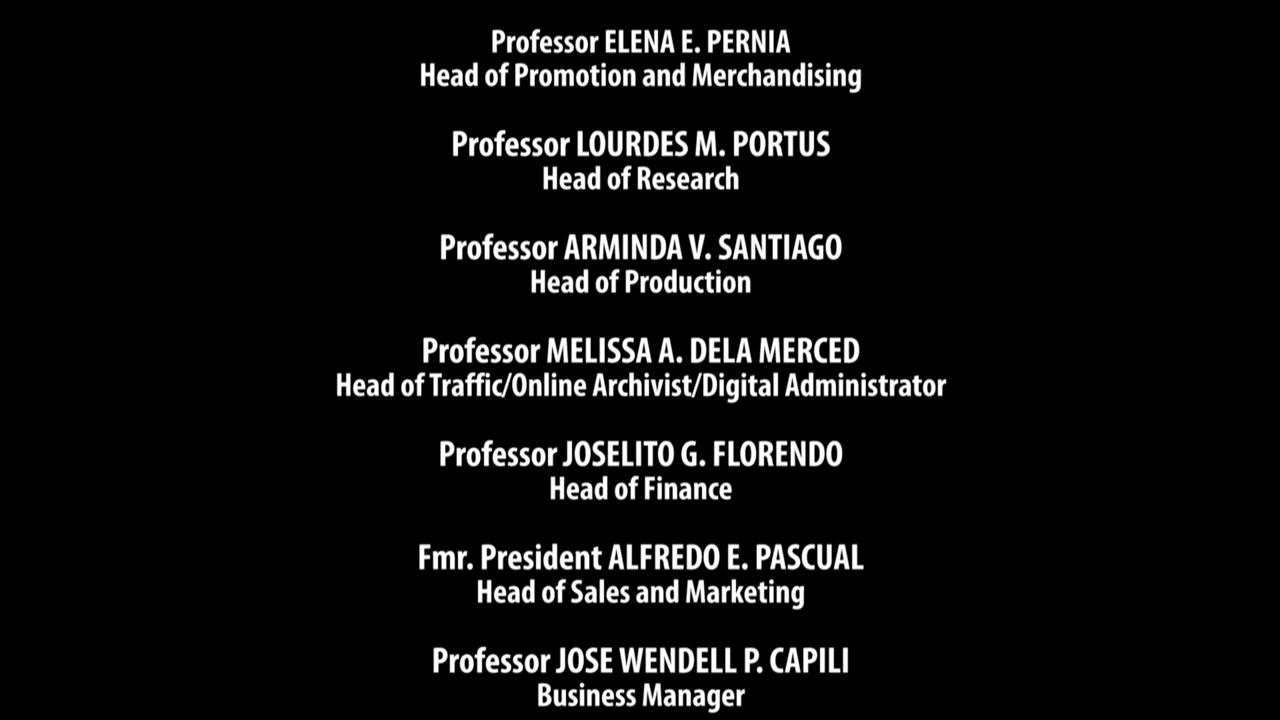 Professor ELENA E. PERNIA
Head of Promotion and Merchandising
Professor LOURDES M. PORTUS
Head of Research
Professor ARMINDA V. SANTIAGO
Head of Production
Professor MELISSA A. DELA MERCED
Head of Traffic/Online Archivist/Digital Administrator
Professor JOSELITO G. FLORENDO
Head of Finance
Fmr. President ALFREDO E. PASCUAL
Head of Sales and Marketing
Professor JOSE WENDELL P. CAPILI
Business Manager